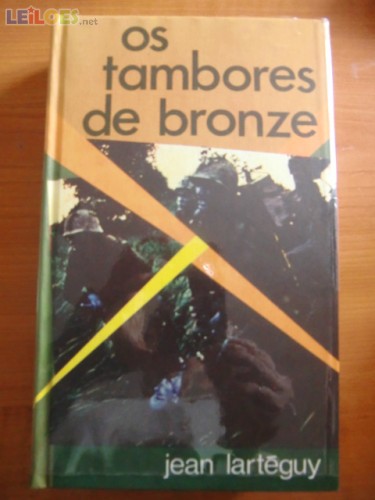 LEiLOES.net
os
tambores
de bronze
jean lartéguy